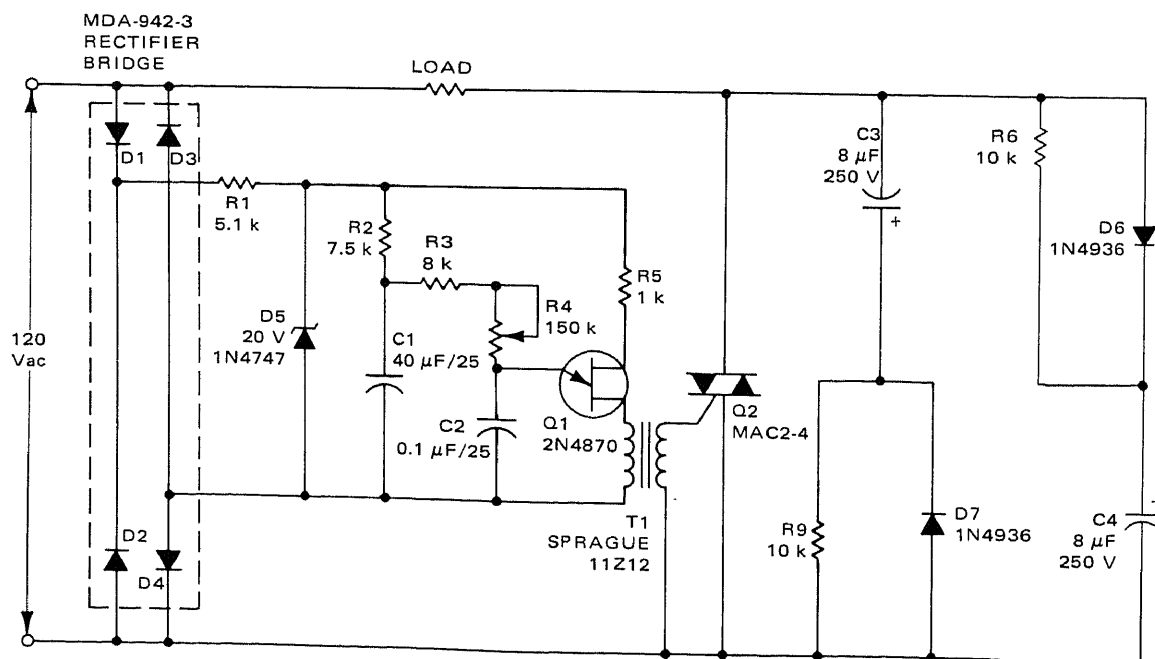 MDA-942-3
RECTIFIER
BRIDGE
LOAD
D1
D3
R1
5.1 k
R2
7.5 k
R3
8 k
R4
150 k
R5
1 k
C3
8 µF
250 V
+
R6
10 k
D6
1N4936
120
Vac
D5
20 V
1N4747
C1
40 µF/25
C2
0.1 µF/25
Q1
2N4870
Q2
MAC2-4
T1
SPRAGUE
11Z12
D2
D4
R9
10 k
D7
1N4936
C4
8 µF
250 V